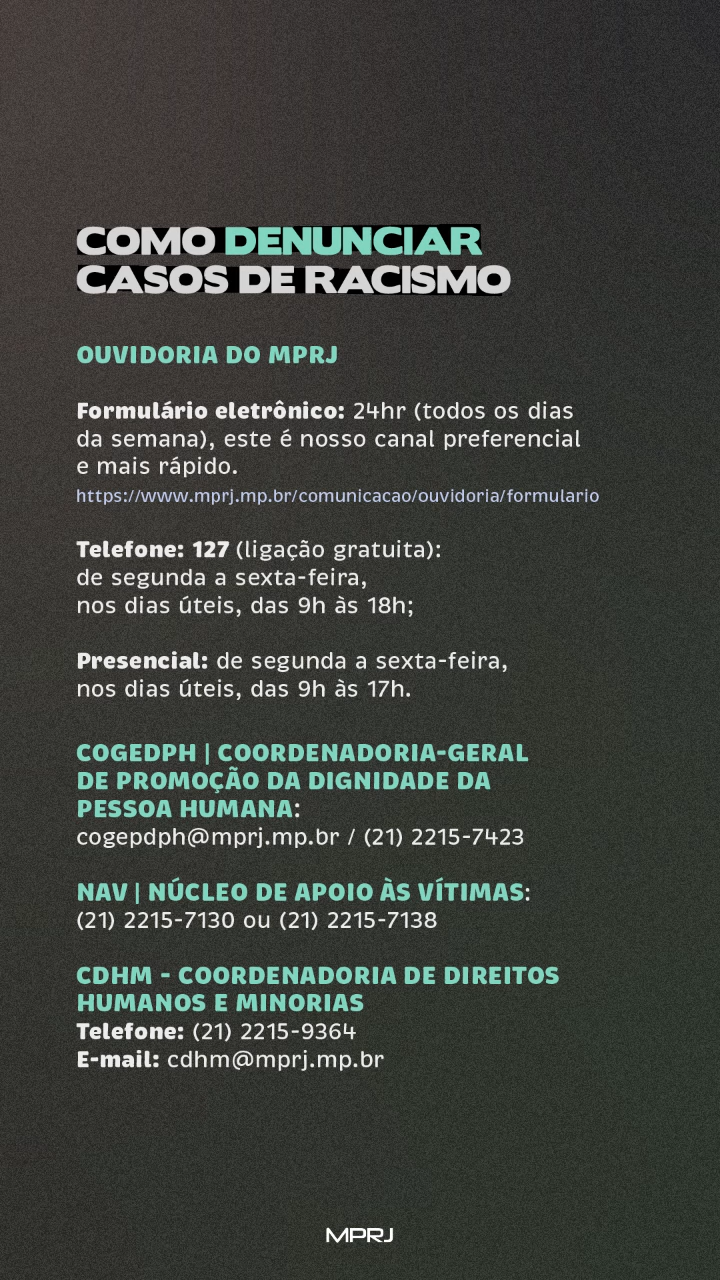 COMO DENUNCIAR
CASOS DE RACISMO
OUVIDORIA DO MPRJ
Formulário eletrônico: 24hr (todos os dias
da semana), este é nosso canal preferencial
e mais rápido.
https://www.mprj.mp.br/comunicacao/ouvidoria/formulario
Telefone: 127 (ligação gratuita):
de segunda a sexta-feira,
nos dias úteis, das 9h às 18h;
Presencial: de segunda a sexta-feira,
nos dias úteis, das 9h às 17h.
COGEDPH | COORDENADORIA-GERAL
DE PROMOÇÃO DA DIGNIDADE DA
PESSOA HUMANA:
cogepdph@mprj.mp.br / (21) 2215-7423
NAV | NÚCLEO DE APOIO ÀS VÍTIMAS:
(21) 2215-7130 ou (21) 2215-7138
CDHM - COORDENADORIA DE DIREITOS
HUMANOS E MINORIAS
Telefone: (21) 2215-9364
E-mail: cdhm@mprj.mp.br
MPRJ